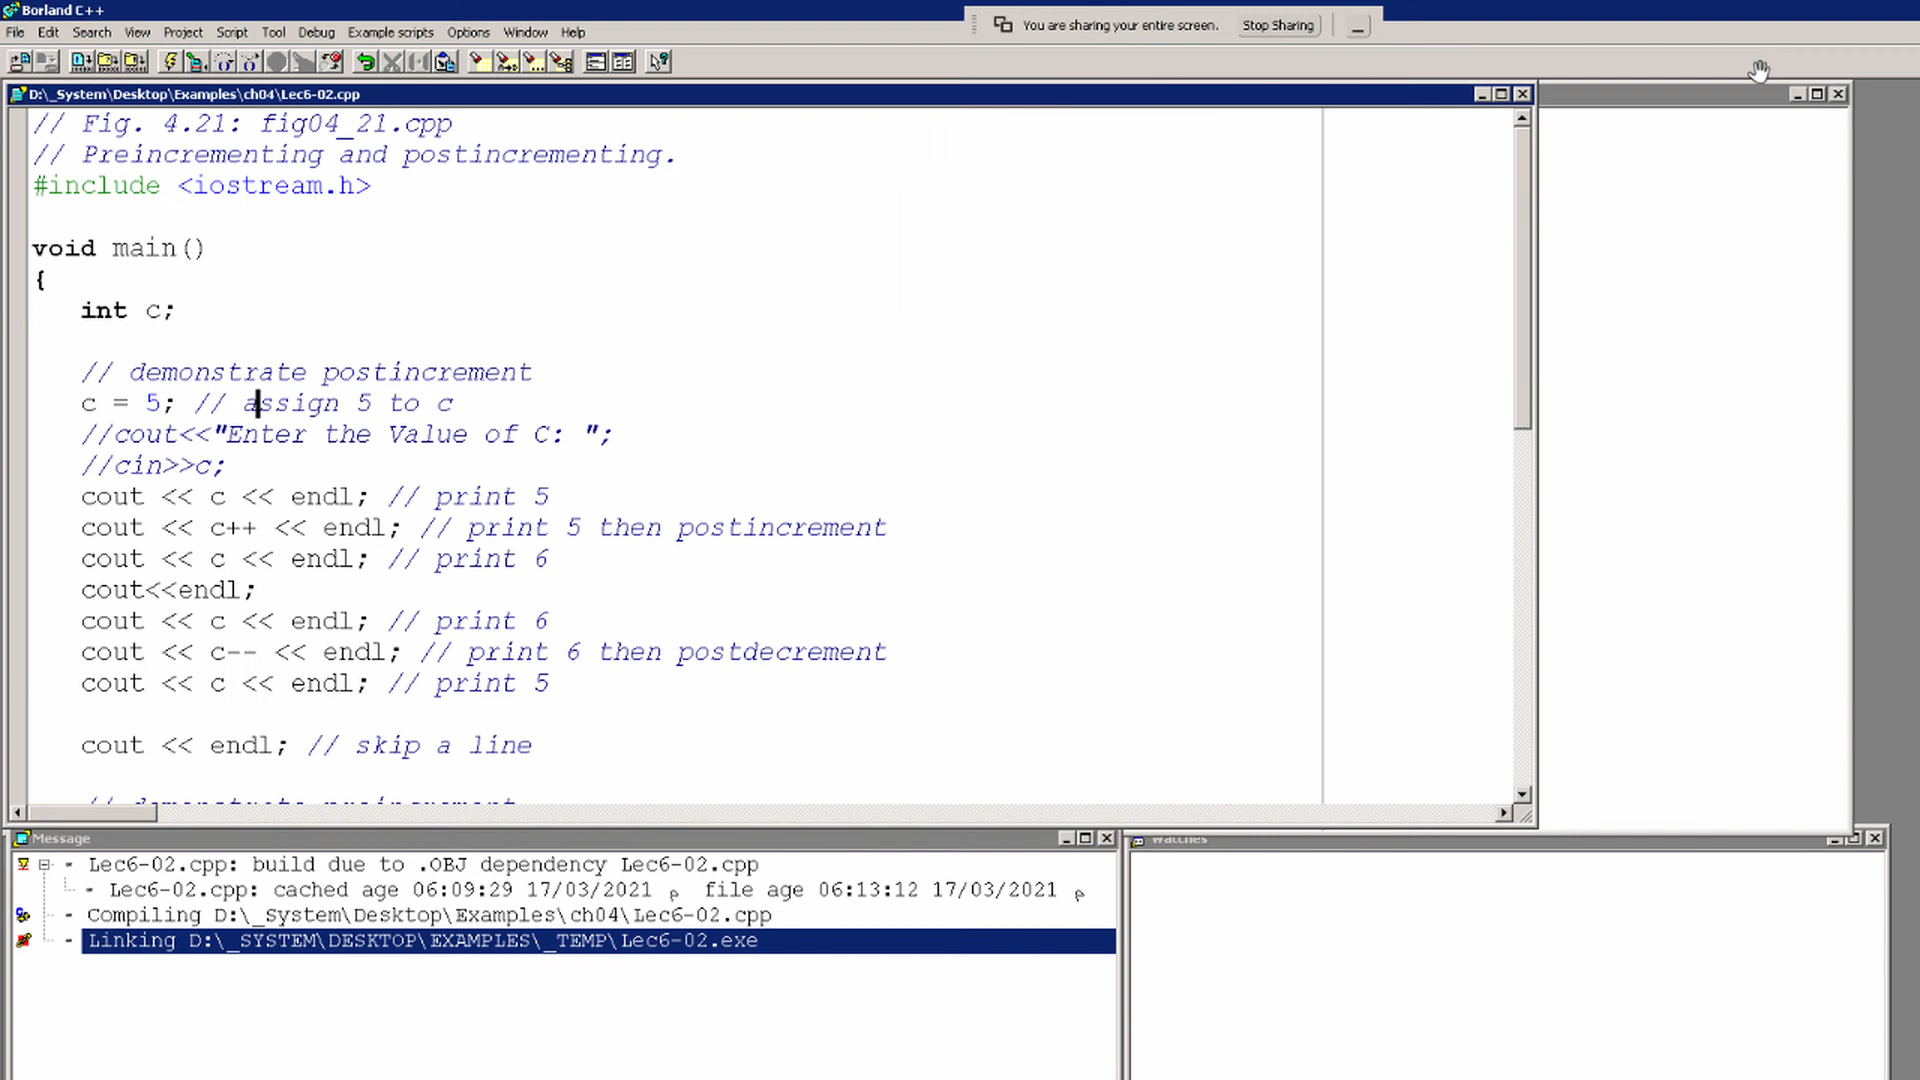 Borland C++
You are sharing your entire screen. Stop Sharing
File Edit Search View Project Script Tool Debug Example scripts Options Window Help
D:\_System\Desktop\Examples\ch04\Lec6-02.cpp
// Fig. 4.21: fig04_21.cpp
// Preincrementing and postincrementing.
#include <iostream.h>
void main()
{
int c;
// demonstrate postincrement
c = 5; // assign 5 to c
//cout<<"Enter the Value of C: ";
//cin>>c;
cout << c << endl; // print 5
cout << c++ << endl; // print 5 then postincrement
cout << c << endl; // print 6
cout<<endl;
cout << c << endl; // print 6
cout << c-- << endl; // print 6 then postdecrement
cout << c << endl; // print 5
cout << endl; // skip a line
// demonstrate preincrement
Message
Watches
Lec6-02.cpp: build due to .OBJ dependency Lec6-02.cpp
Lec6-02.cpp: cached age 06:09:29 17/03/2021 م file age 06:13:12 17/03/2021 م
Compiling D:\_System\Desktop\Examples\ch04\Lec6-02.cpp
Linking D:\_SYSTEM\DESKTOP\EXAMPLES\_TEMP\Lec6-02.exe